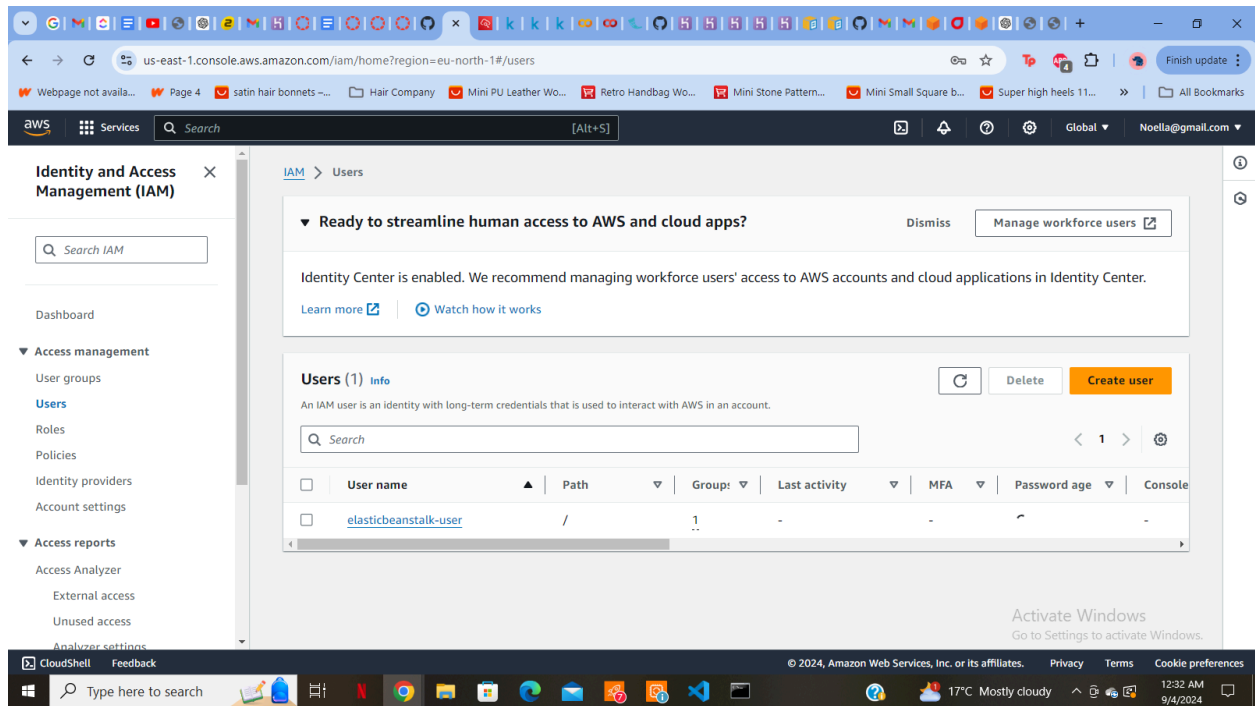 us-east-1.console.aws.amazon.com/iam/home?region=eu-north-1#/users
Finish update
Webpage not availa... Page 4 satin hair bonnets –... Hair Company Mini PU Leather Wo... Retro Handbag Wo... Mini Stone Pattern... Mini Small Square b... Super high heels 11... » All Bookmarks
aws Services Search [Alt+S] Global Noella@gmail.com
Identity and Access
Management (IAM)
Search IAM
Dashboard
Access management
User groups
Users
Roles
Policies
Identity providers
Account settings
Access reports
Access Analyzer
External access
Unused access
Analyzer settings
IAM > Users
Ready to streamline human access to AWS and cloud apps? Dismiss Manage workforce users
Identity Center is enabled. We recommend managing workforce users' access to AWS accounts and cloud applications in Identity Center.
Learn more Watch how it works
Users (1) Info Delete Create user
An IAM user is an identity with long-term credentials that is used to interact with AWS in an account.
Search < 1 >
User name Path Groups Last activity MFA Password age Console
elasticbeanstalk-user / 1 - - -
Activate Windows
Go to Settings to activate Windows.
CloudShell Feedback © 2024, Amazon Web Services, Inc. or its affiliates. Privacy Terms Cookie preferences
Type here to search 17°C Mostly cloudy 12:32 AM
9/4/2024